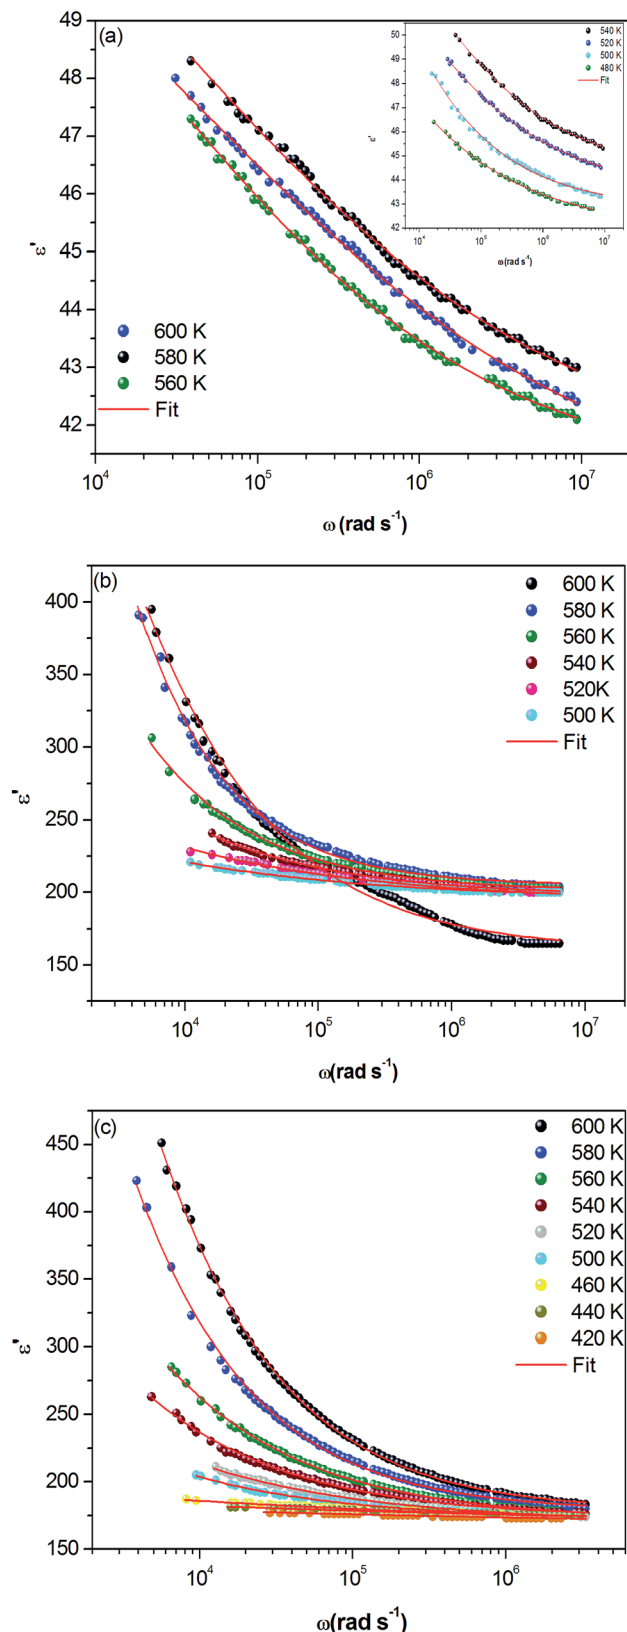 (a)
49
48
47
46
45
44
43
42
ε'
10⁴
10⁵
10⁶
10⁷
ω (rad s⁻¹)
600 K
580 K
560 K
Fit
50
49
48
47
46
45
44
43
42
ε'
10⁴
10⁵
10⁶
10⁷
ω(rad s⁻¹)
540 K
520 K
500 K
480 K
Fit
(b)
400
350
300
250
200
150
ε'
10⁴
10⁵
10⁶
10⁷
ω(rad s⁻¹)
600 K
580 K
560 K
540 K
520K
500 K
Fit
(c)
450
400
350
300
250
200
150
ε'
10⁴
10⁵
10⁶
ω(rad s⁻¹)
600 K
580 K
560 K
540 K
520 K
500 K
460 K
440 K
420 K
Fit